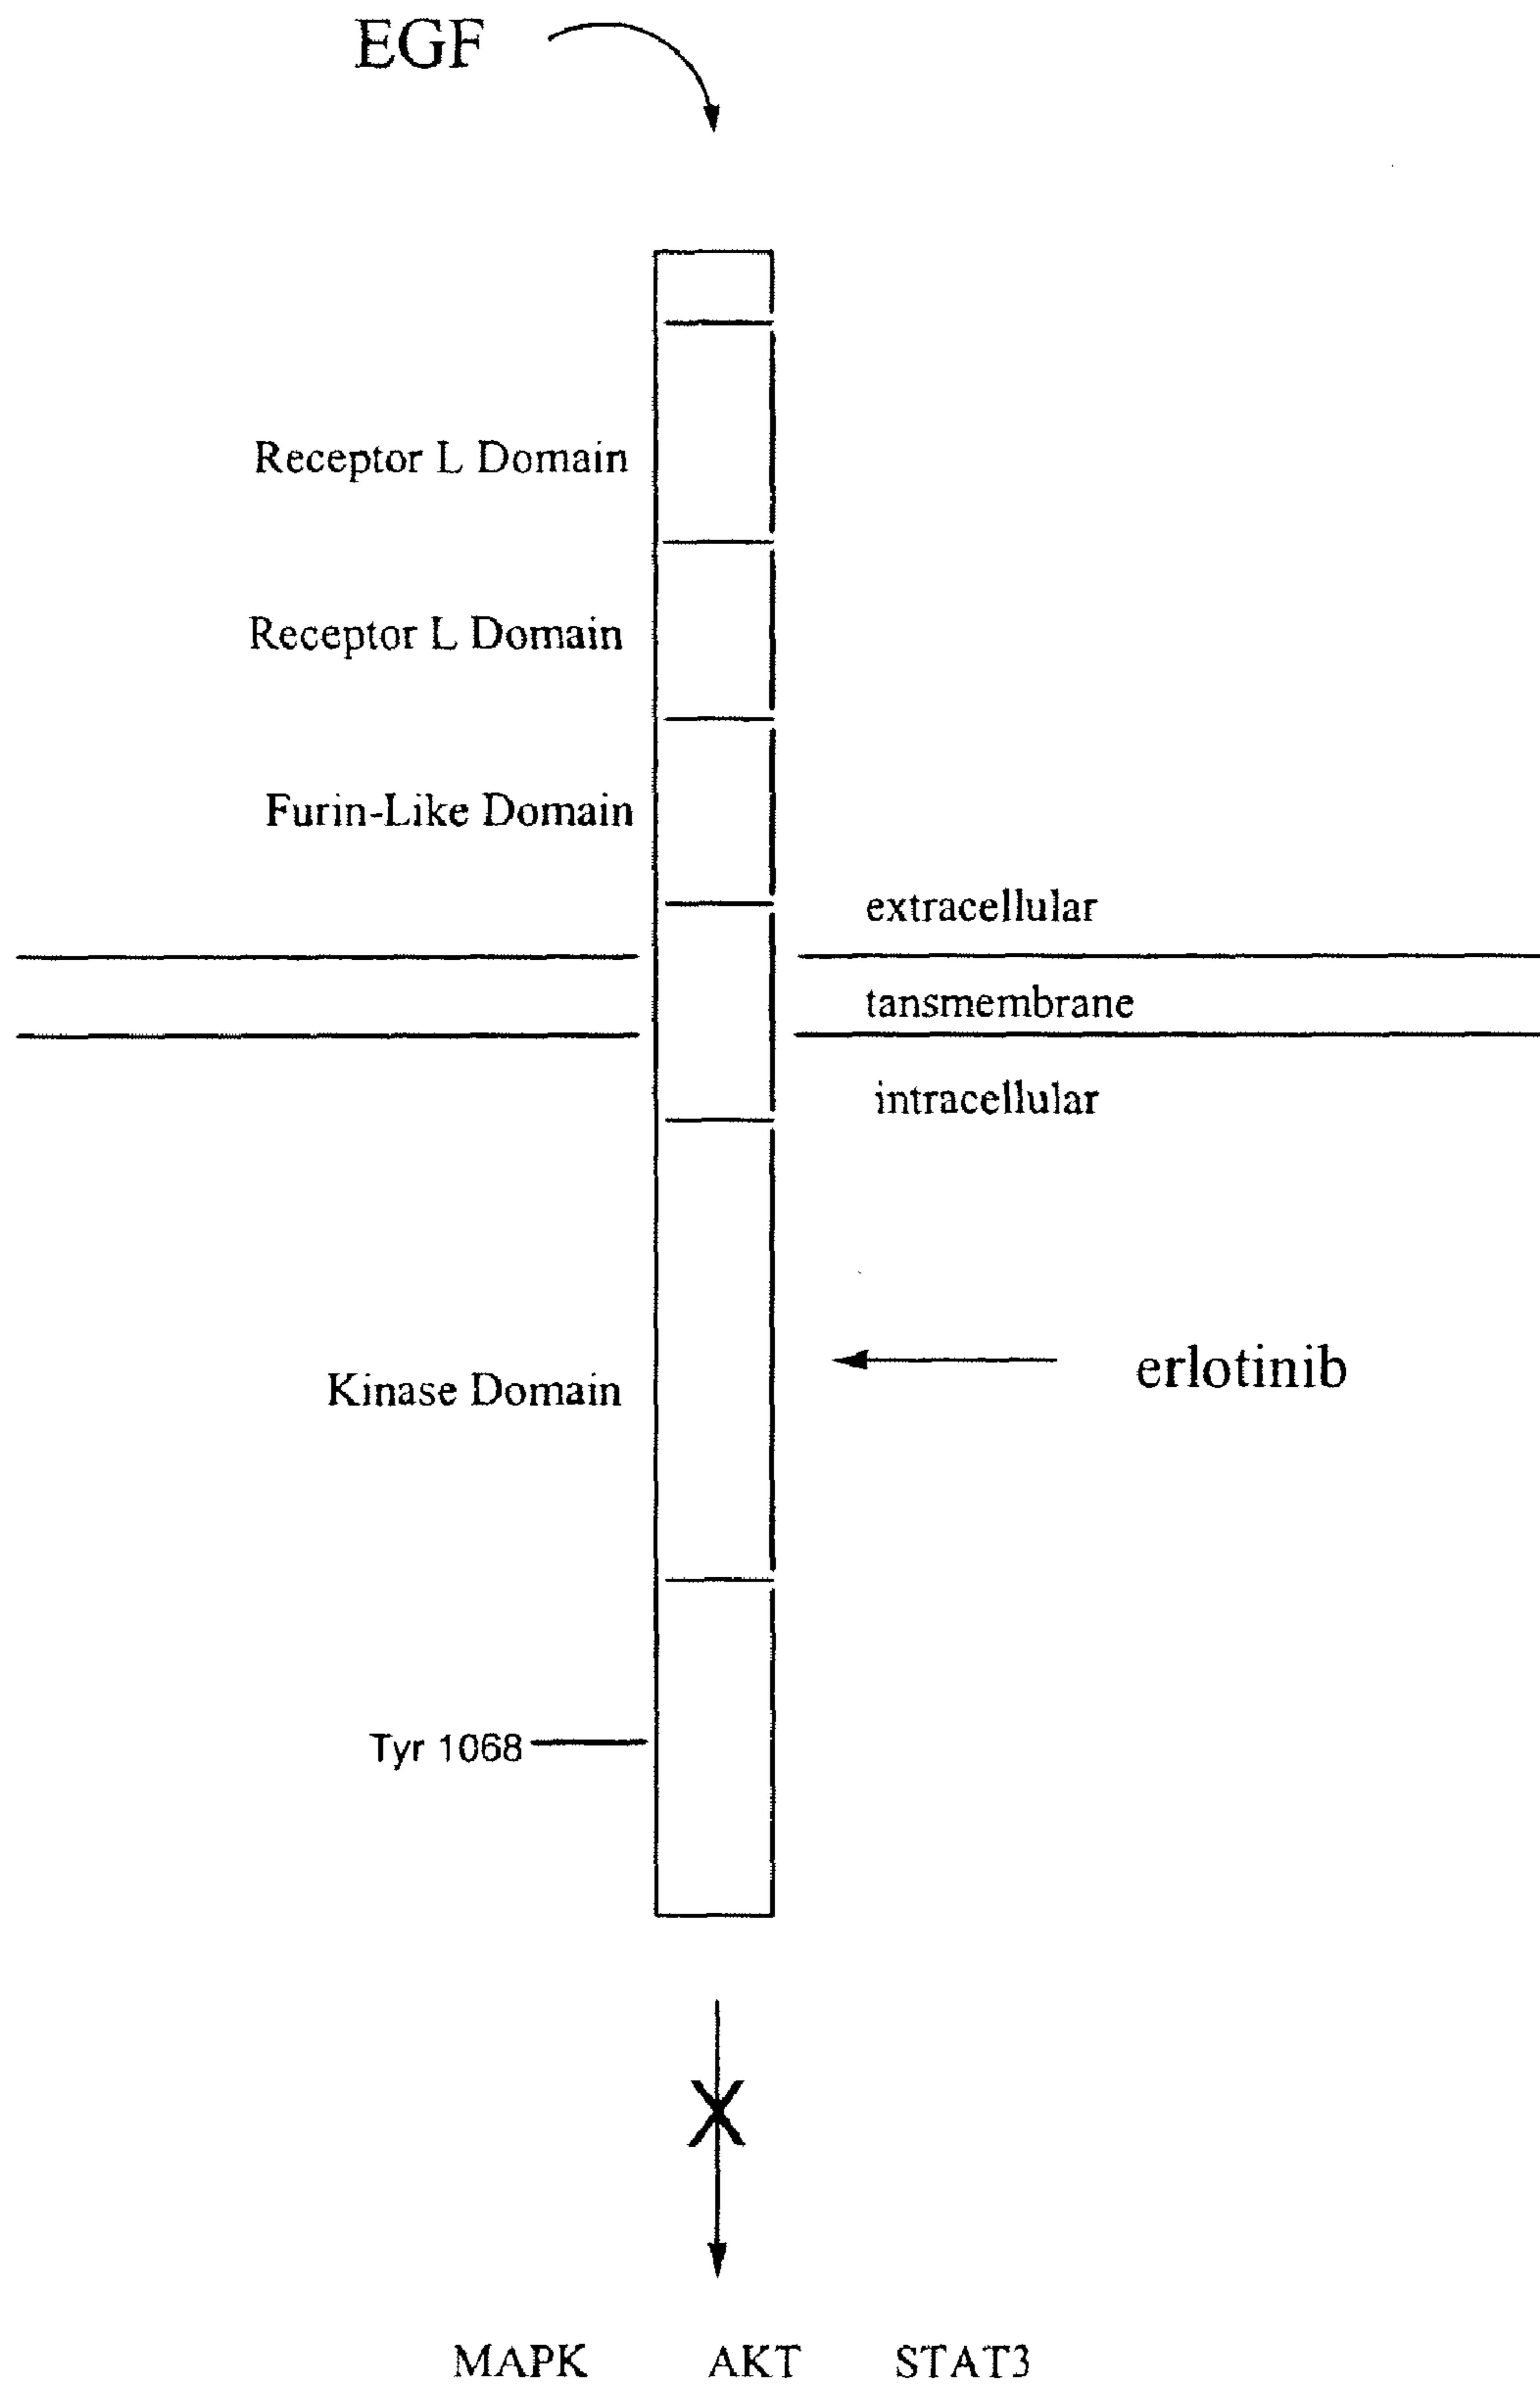 EGF
Receptor L Domain
Receptor L Domain
Furin-Like Domain
extracellular
tansmembrane
intracellular
erlotinib
Kinase Domain
Tyr 1068
X
MAPK AKT STAT3